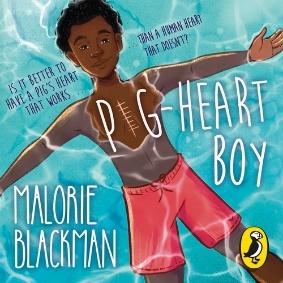 IS IT BETTER TO
HAVE A PIG'S HEART
THAT WORKS . . .
. . . THAN A HUMAN HEART
THAT DOESN'T?
PIG-HEART
BOY
MALORIE
BLACKMAN